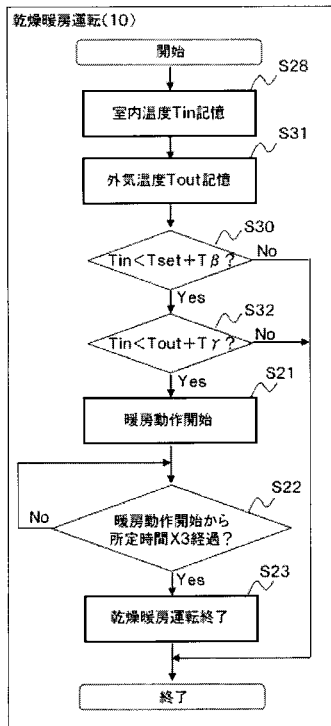 乾燥暖房運転(10)
開始
S28
室内温度Tin記憶
S31
外気温度Tout記憶
S30
Tin<Tset+Tβ?
No
Yes
S32
Tin<Tout+Tγ?
No
Yes
S21
暖房動作開始
S22
暖房動作開始から
所定時間X3経過?
No
Yes
S23
乾燥暖房運転終了
終了